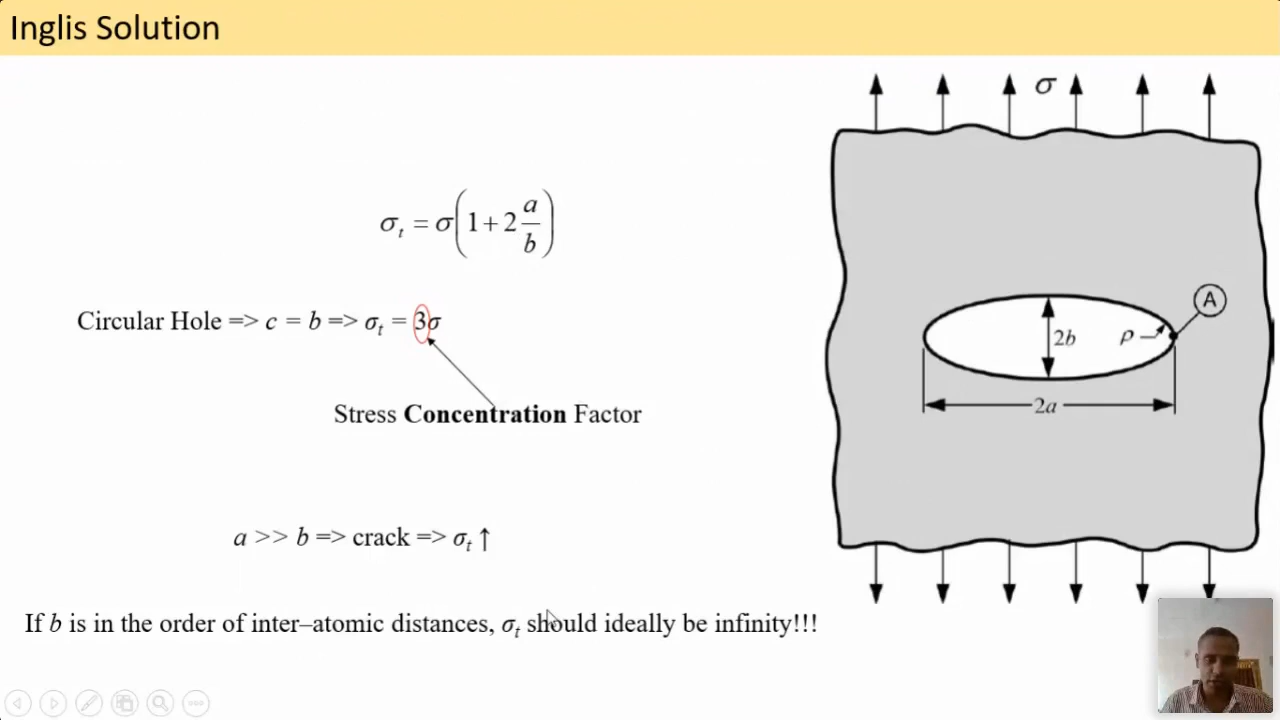 Inglis Solution
σ
σₜ = σ(1+2 a/b)
Circular Hole => c = b => σₜ = 3σ
A
2b
ρ
2a
Stress Concentration Factor
a >> b => crack => σₜ ↑
If b is in the order of inter–atomic distances, σₜ should ideally be infinity!!!